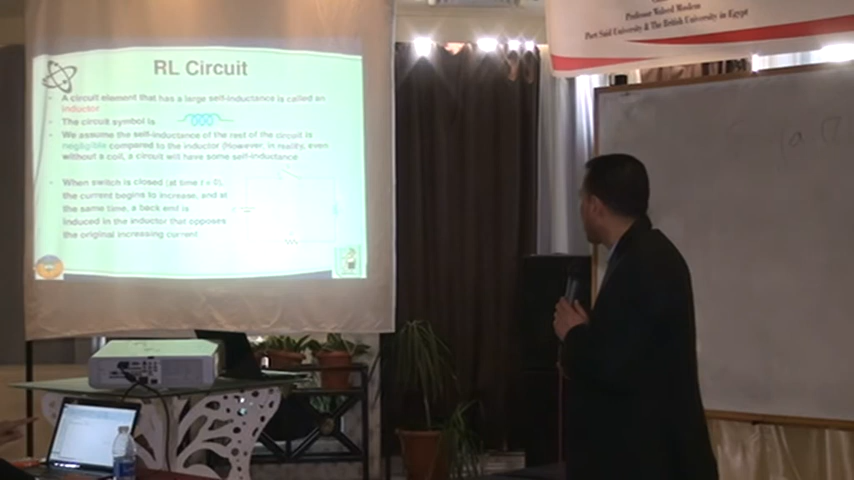 Professor Waleed Moslem
Port Said University & The British University in Egypt
RL Circuit
A circuit element that has a large self-inductance is called an
inductor
The circuit symbol is
We assume the self-inductance of the rest of the circuit is
negligible compared to the inductor (However, in reality, even
without a coil, a circuit will have some self-inductance
When switch is closed (at time t = 0),
the current begins to increase, and at
the same time, a back emf is
induced in the inductor that opposes
the original increasing current.